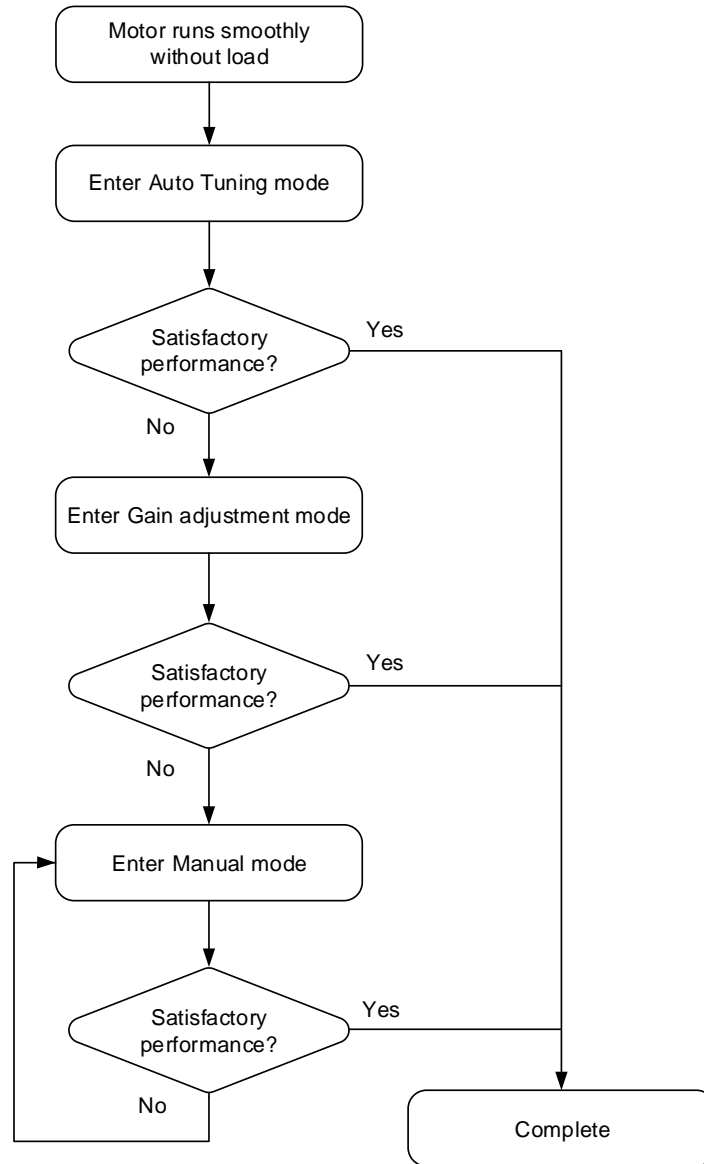 Motor runs smoothly
without load
Enter Auto Tuning mode
Satisfactory
performance?
Yes
No
Enter Gain adjustment mode
Satisfactory
performance?
Yes
No
Enter Manual mode
Satisfactory
performance?
Yes
No
Complete